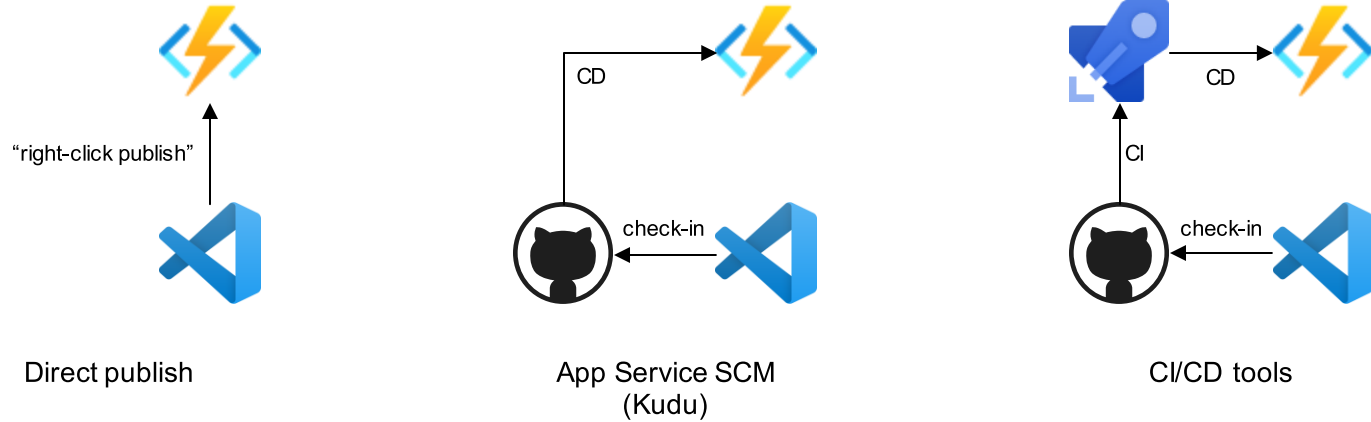 “right-click publish”
Direct publish
CD
check-in
App Service SCM
(Kudu)
CD
CI
check-in
CI/CD tools